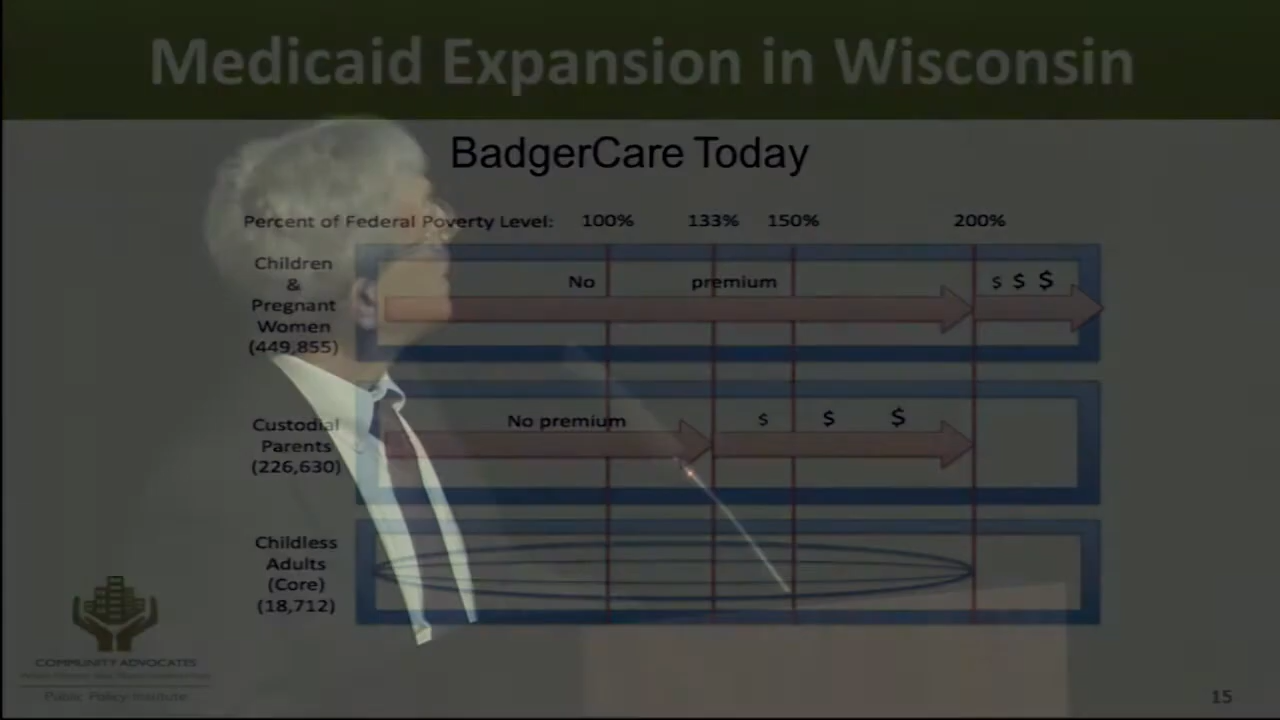 Medicaid Expansion in Wisconsin
BadgerCare Today
Percent of Federal Poverty Level: 100% 133% 150% 200%
Children
&
Pregnant
Women
(449,855)
No premium
$ $ $
Custodial
Parents
(226,630)
No premium
$ $ $
Childless
Adults
(Core)
(18,712)
COMMUNITY ADVOCATES
Public Policy Institute
15